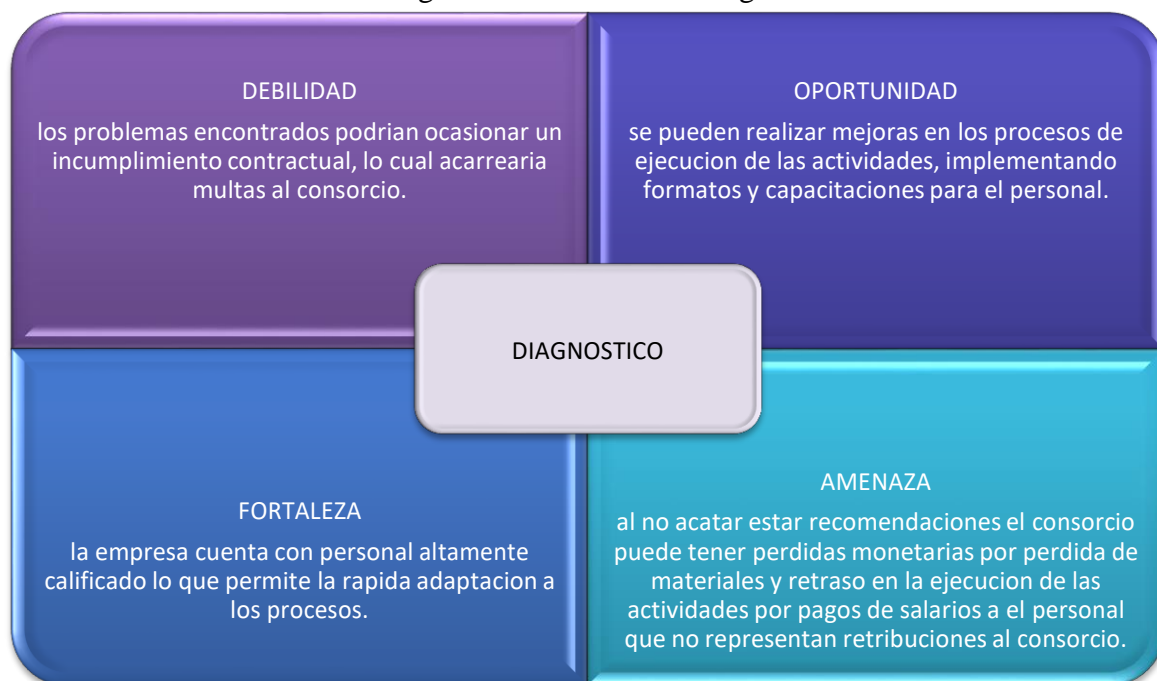 DEBILIDAD
los problemas encontrados podrian ocasionar un
incumplimiento contractual, lo cual acarrearia
multas al consorcio.
OPORTUNIDAD
se pueden realizar mejoras en los procesos de
ejecucion de las actividades, implementando
formatos y capacitaciones para el personal.
DIAGNOSTICO
FORTALEZA
la empresa cuenta con personal altamente
calificado lo que permite la rapida adaptacion a
los procesos.
AMENAZA
al no acatar estar recomendaciones el consorcio
puede tener perdidas monetarias por perdida de
materiales y retraso en la ejecucion de las
actividades por pagos de salarios a el personal
que no representan retribuciones al consorcio.